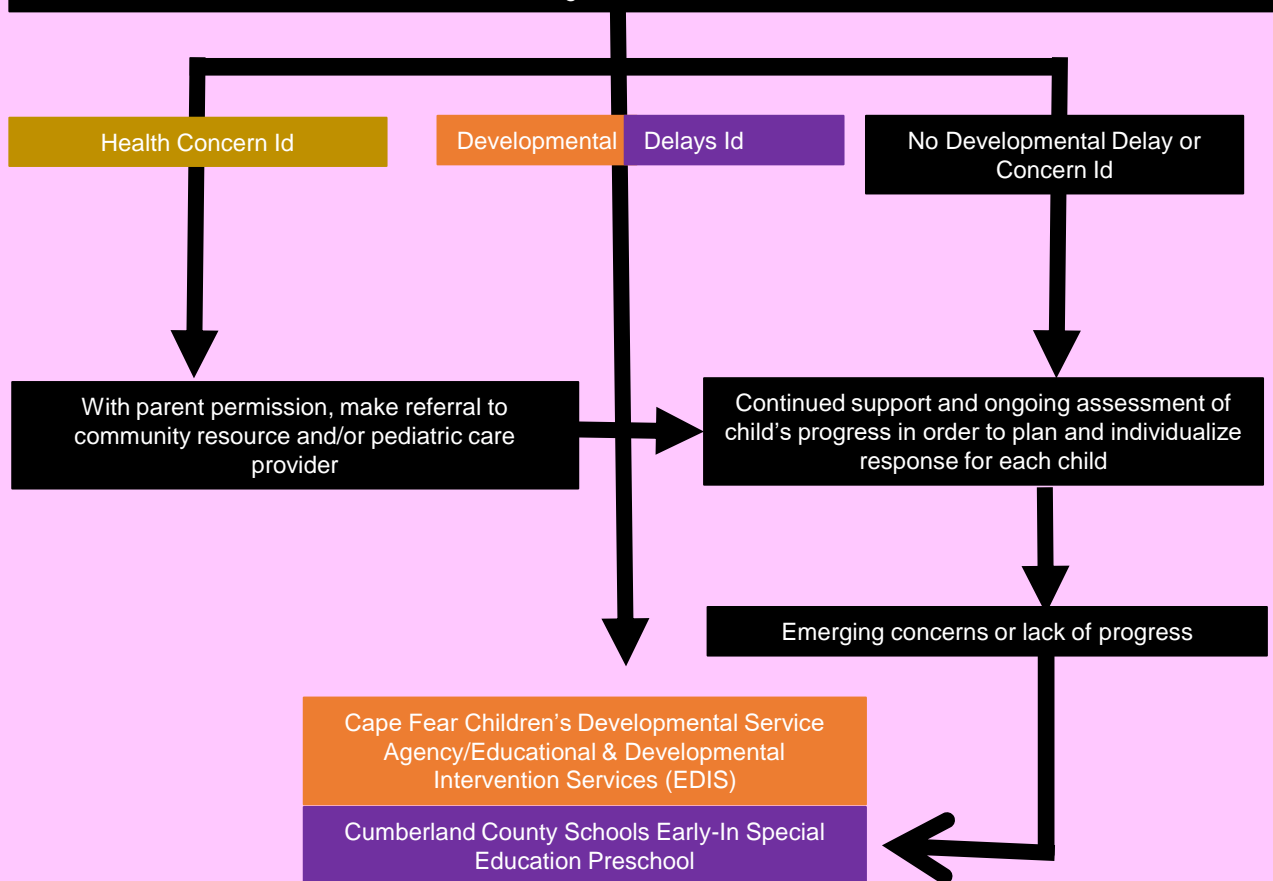 Health Concern Id
Developmental Delays Id
No Developmental Delay or
Concern Id
With parent permission, make referral to
community resource and/or pediatric care
provider
Continued support and ongoing assessment of
child's progress in order to plan and individualize
response for each child
Emerging concerns or lack of progress
Cape Fear Children's Developmental Service
Agency/Educational & Developmental
Intervention Services (EDIS)
Cumberland County Schools Early-In Special
Education Preschool